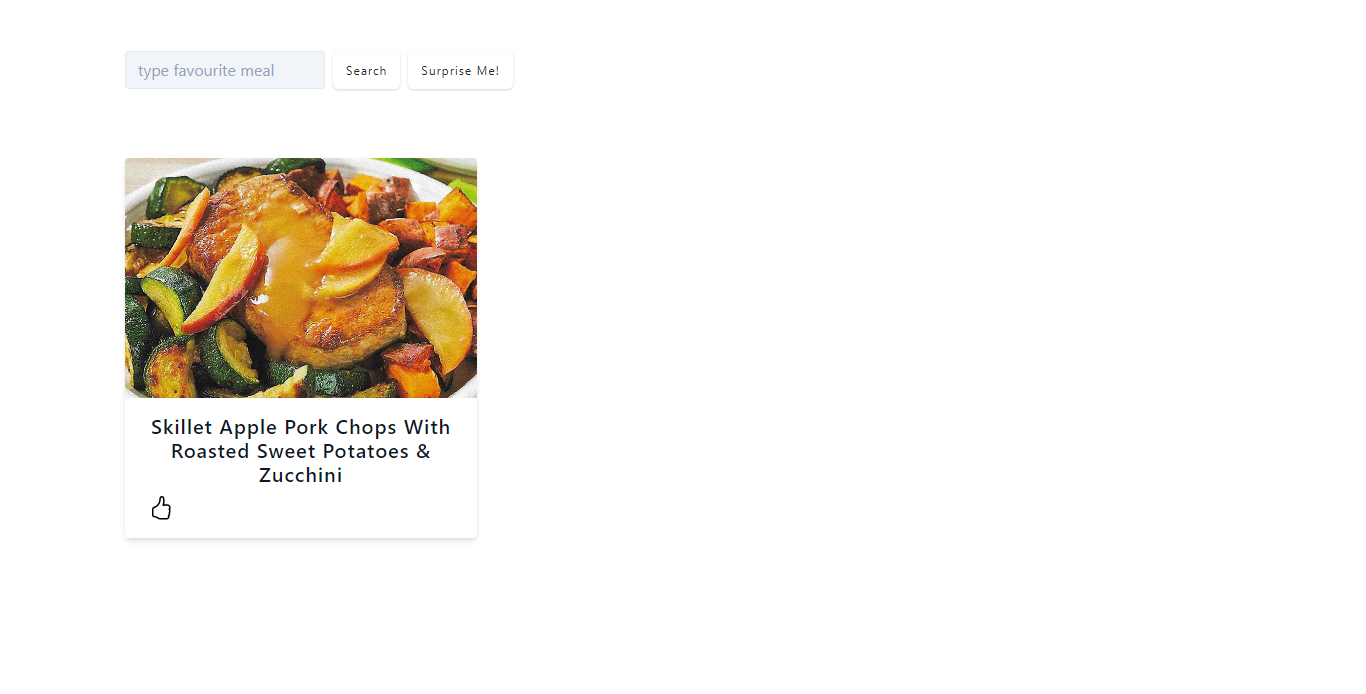 type favourite meal
Search
Surprise Me!
Skillet Apple Pork Chops With
Roasted Sweet Potatoes &
Zucchini